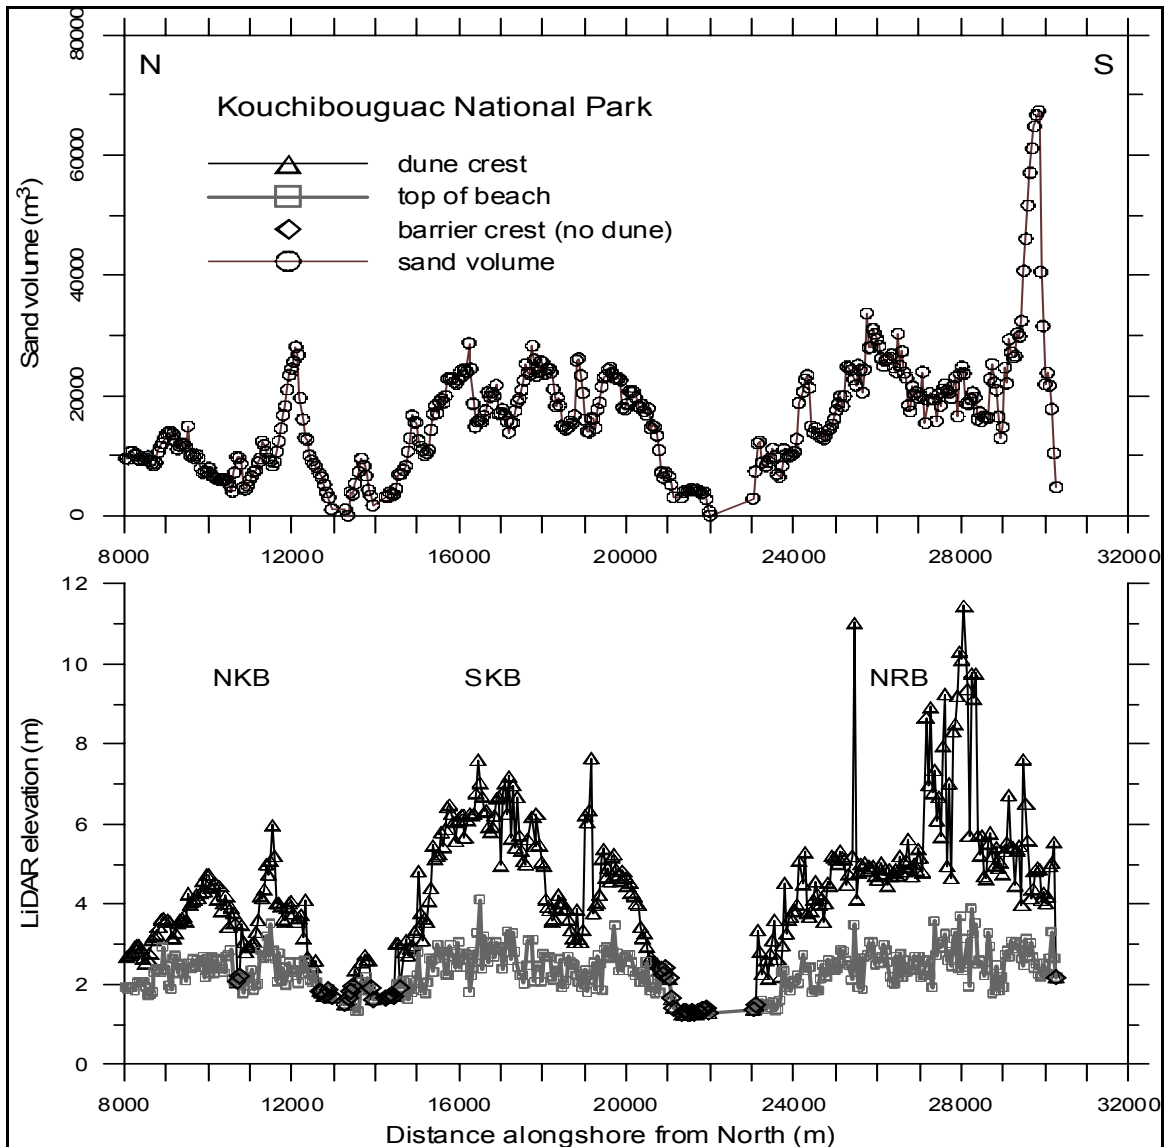 N
S
Kouchibouguac National Park
dune crest
top of beach
barrier crest (no dune)
sand volume
Sand volume (m³)
80000
60000
40000
20000
0
8000 12000 16000 20000 24000 28000 32000
NKB SKB NRB
LiDAR elevation (m)
12
10
8
6
4
2
0
8000 12000 16000 20000 24000 28000 32000
Distance alongshore from North (m)